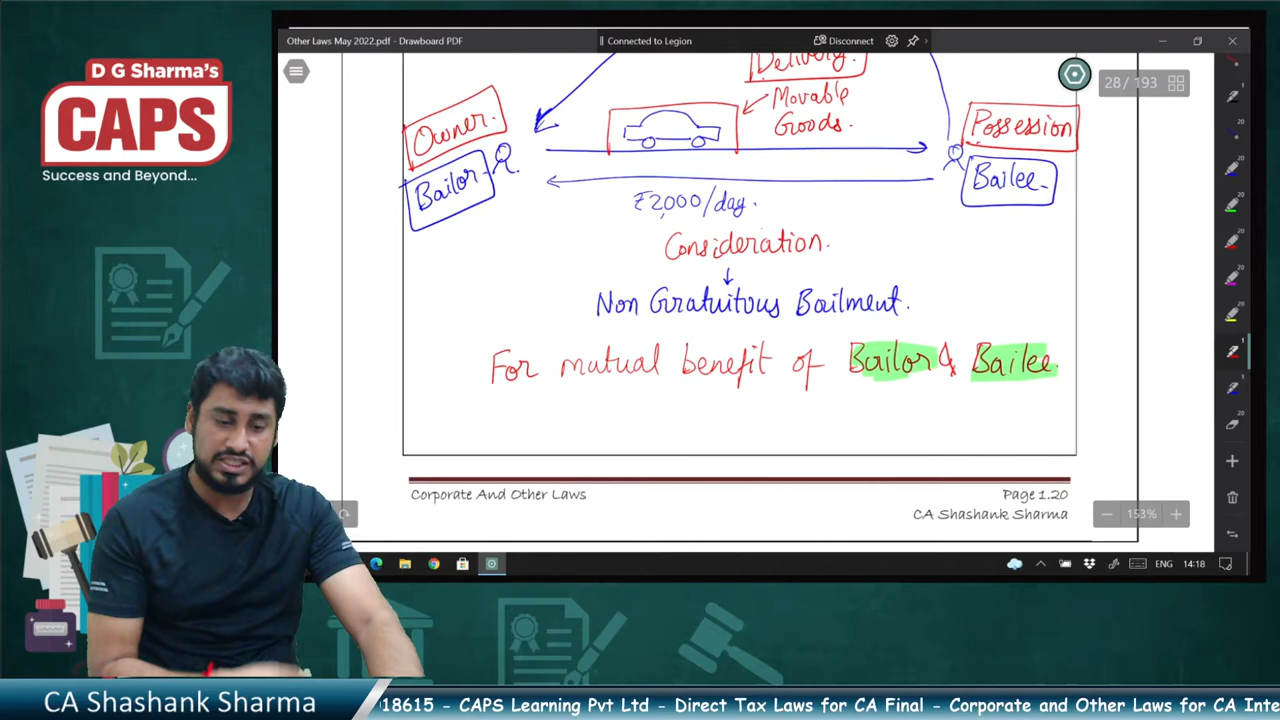 D G Sharma's
CAPS
Success and Beyond...
Other Laws May 2022.pdf - Drawboard PDF
Connected to Legion
Disconnect
28 / 193
Delivery.
Movable
Goods.
Owner.
Possession
Bailor
Bailee
₹2,000/day.
Consideration.
Non Gratuitous Bailment.
For mutual benefit of Bailor & Bailee.
Corporate And Other Laws
Page 1.20
CA Shashank Sharma
153%
ENG
14:18
CA Shashank Sharma
018615 - CAPS Learning Pvt Ltd - Direct Tax Laws for CA Final - Corporate and Other Laws for CA Inte